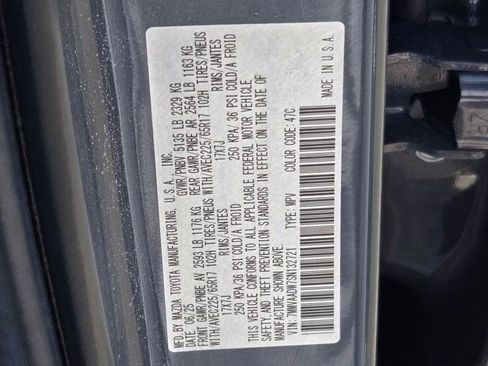 MFD. BY MAZDA TOYOTA MANUFACTURING, U.S.A., INC.
DATE: 06/25 GVWR/PNBV 5135 LB 2329 KG
FRONT GAWR/PNBE AV 2593 LB 1176 KG REAR GAWR/PNBE AR 2564 LB 1163 KG
WITH/AVEC225/65R17 102H TIRES/PNEUS WITH/AVEC225/65R17 102H TIRES/PNEUS
17X7J RIMS/JANTES 17X7J RIMS/JANTES
250 KPA/36 PSI COLD/A FROID 250 KPA/36 PSI COLD/A FROID
THIS VEHICLE CONFORMS TO ALL APPLICABLE FEDERAL MOTOR VEHICLE
SAFETY, AND THEFT PREVENTION STANDARDS IN EFFECT ON THE DATE OF
MANUFACTURE SHOWN ABOVE.
TYPE: MPV COLOR CODE: 47C
MADE IN U.S.A.